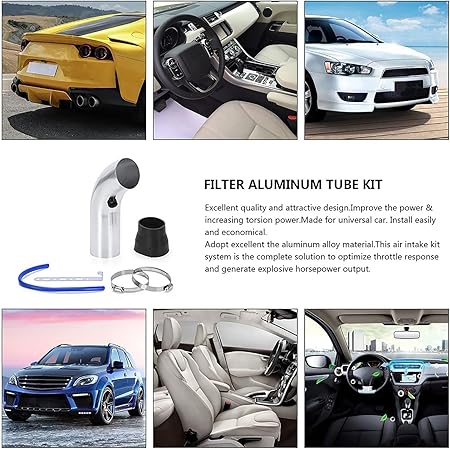 FILTER ALUMINUM TUBE KIT
Excellent quality and attractive design.Improve the power &
increasing torsion power.Made for universal car. Install easily
and economical.
Adopt excellent the aluminum alloy material.This air intake kit
system is the complete solution to optimize throttle response
and generate explosive horsepower output.